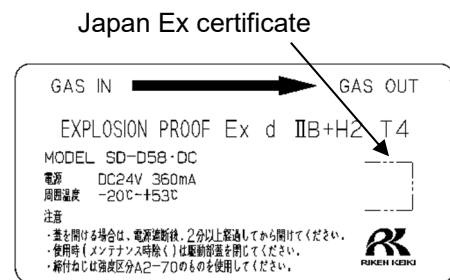 Japan Ex certificate
GAS IN GAS OUT
EXPLOSION PROOF Ex d ⅡB+H2 T4
MODEL SD-D58・DC
電源 DC24V 360mA
周囲温度 -20℃~+53℃
注意
・蓋を開ける場合は、電源遮断後、2分以上経過してから開けてください。
・使用時(メンテナンス時除く)は駆動部蓋を閉じてください。
・締付ねじは強度区分A2-70のものを使用してください。
RK
RIKEN KEIKI